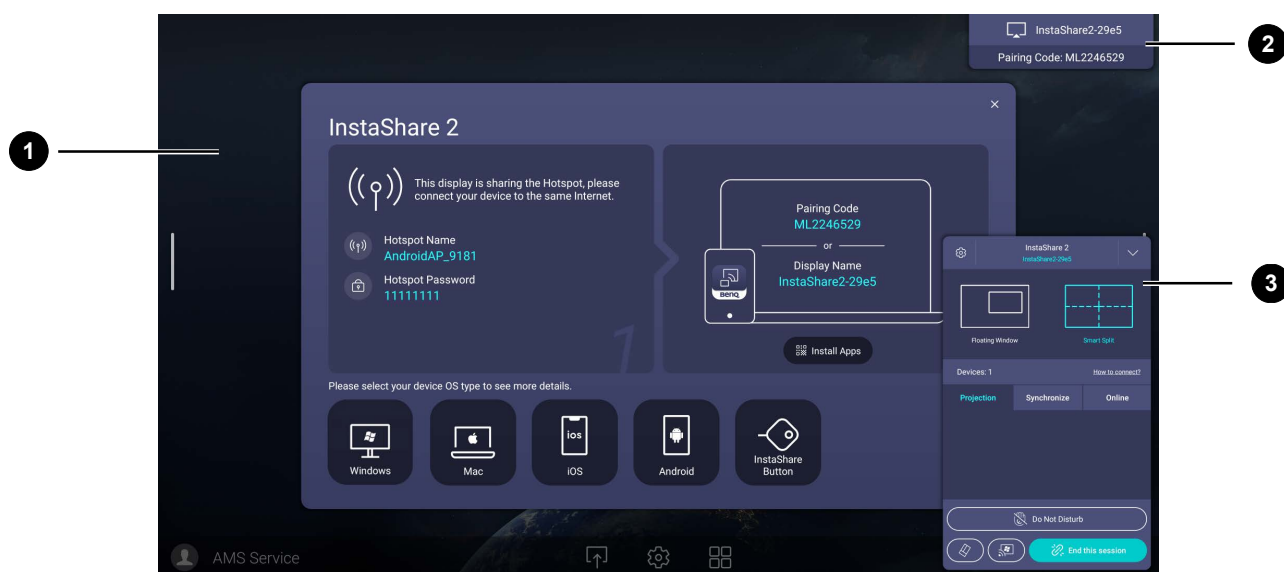 InstaShare2-29e5
Pairing Code: ML2246529
2
1
InstaShare 2
This display is sharing the Hotspot, please
connect your device to the same Internet.
Hotspot Name
AndroidAP_9181
Hotspot Password
11111111
1
Pairing Code
ML2246529
or
Display Name
InstaShare2-29e5
BenQ
Install Apps
Please select your device OS type to see more details.
Windows
Mac
ios
iOS
Android
InstaShare
Button
InstaShare 2
InstaShare2-29e5
3
Floating Window
Smart Split
Devices: 1
How to connect?
Projection
Synchronize
Online
Do Not Disturb
End this session
AMS Service